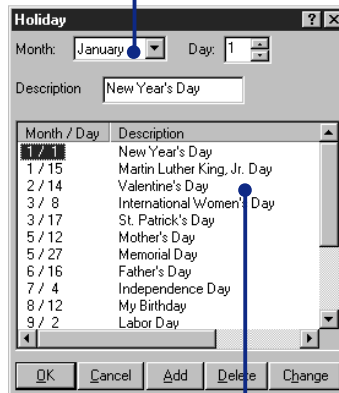 Holiday
Month: January Day: 1
Description New Year's Day
Month / Day Description
1 / 1 New Year's Day
1 / 15 Martin Luther King, Jr. Day
2 / 14 Valentine's Day
3 / 8 International Women's Day
3 / 17 St. Patrick's Day
5 / 12 Mother's Day
5 / 27 Memorial Day
6 / 16 Father's Day
7 / 4 Independence Day
8 / 12 My Birthday
9 / 2 Labor Day
OK Cancel Add Delete Change